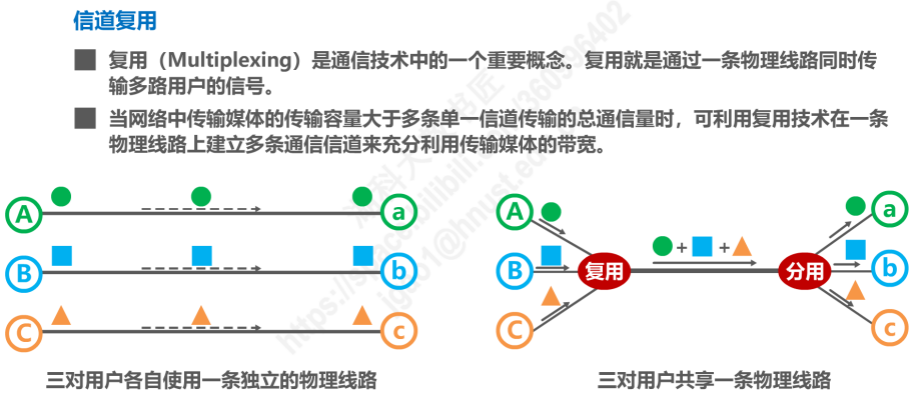 信道复用
复用（Multiplexing）是通信技术中的一个重要概念。复用就是通过一条物理线路同时传
输多路用户的信号。
当网络中传输媒体的传输容量大于多条单一信道传输的总通信量时，可利用复用技术在一条
物理线路上建立多条通信信道来充分利用传输媒体的带宽。
A a
B b
C c
三对用户各自使用一条独立的物理线路
A a
B 复用 + + 分用 b
C c
三对用户共享一条物理线路